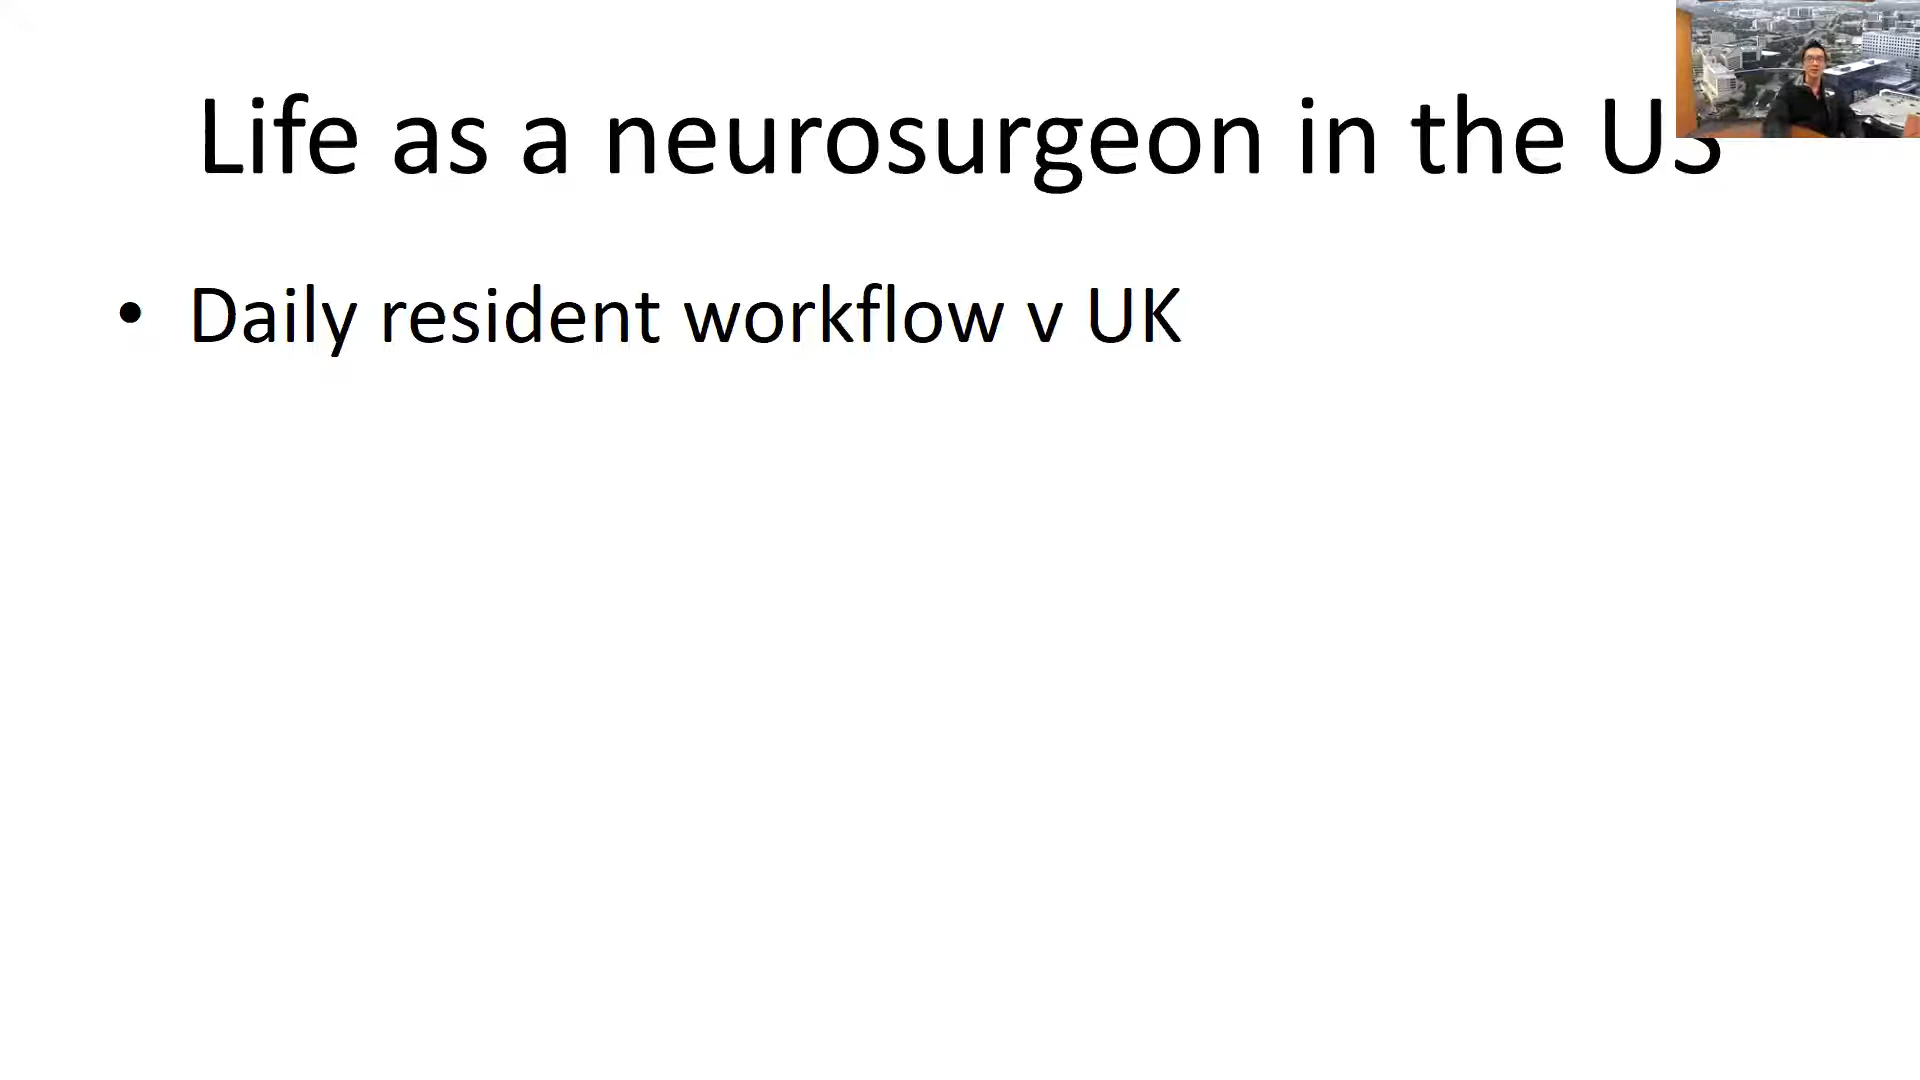 Life as a neurosurgeon in the US
• Daily resident workflow v UK